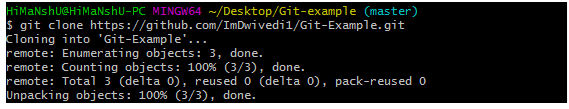 HiMaNshU@HiMaNshU-PC MINGW64 ~/Desktop/Git-example (master)
$ git clone https://github.com/ImDwivedi1/Git-Example.git
Cloning into 'Git-Example'...
remote: Enumerating objects: 3, done.
remote: Counting objects: 100% (3/3), done.
remote: Total 3 (delta 0), reused 0 (delta 0), pack-reused 0
Unpacking objects: 100% (3/3), done.